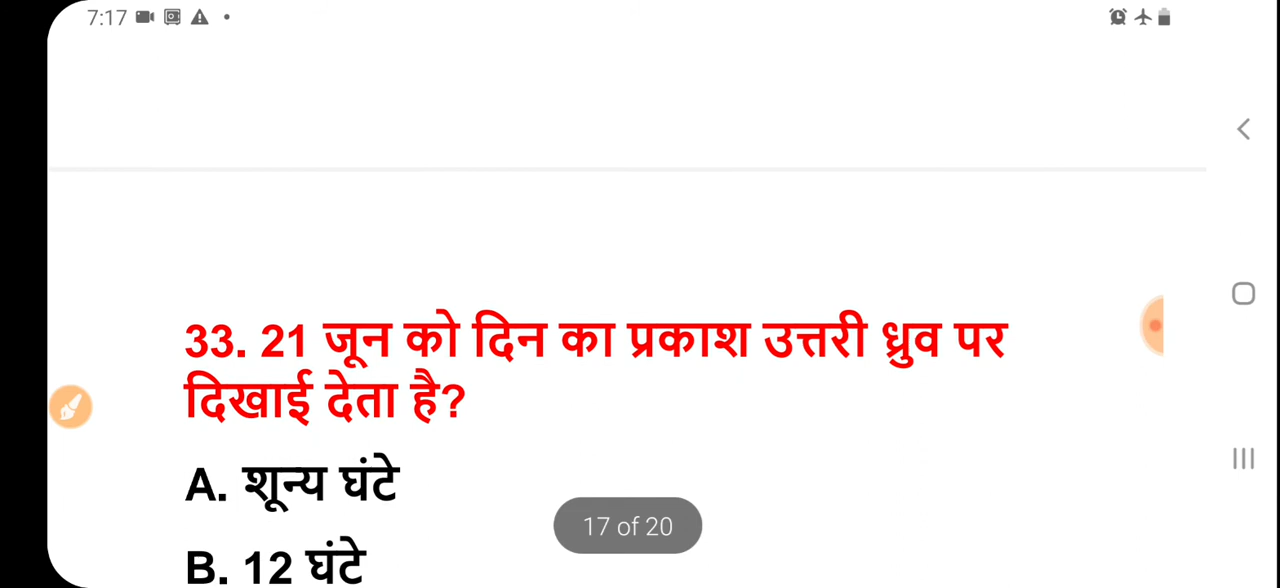 7:17
33. 21 जून को दिन का प्रकाश उत्तरी ध्रुव पर
दिखाई देता है?
A. शून्य घंटे
17 of 20
B. 12 घंटे